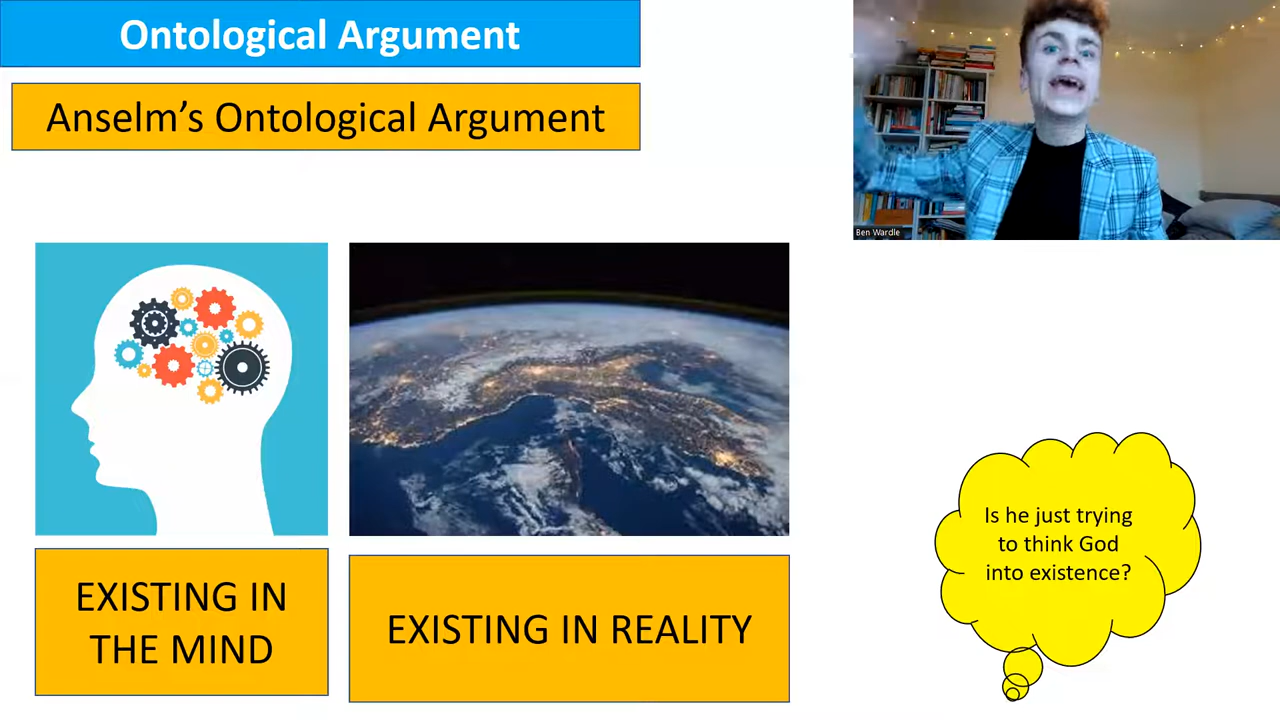 Ontological Argument
Anselm’s Ontological Argument
Ben Wardle
EXISTING IN
THE MIND
EXISTING IN REALITY
Is he just trying
to think God
into existence?